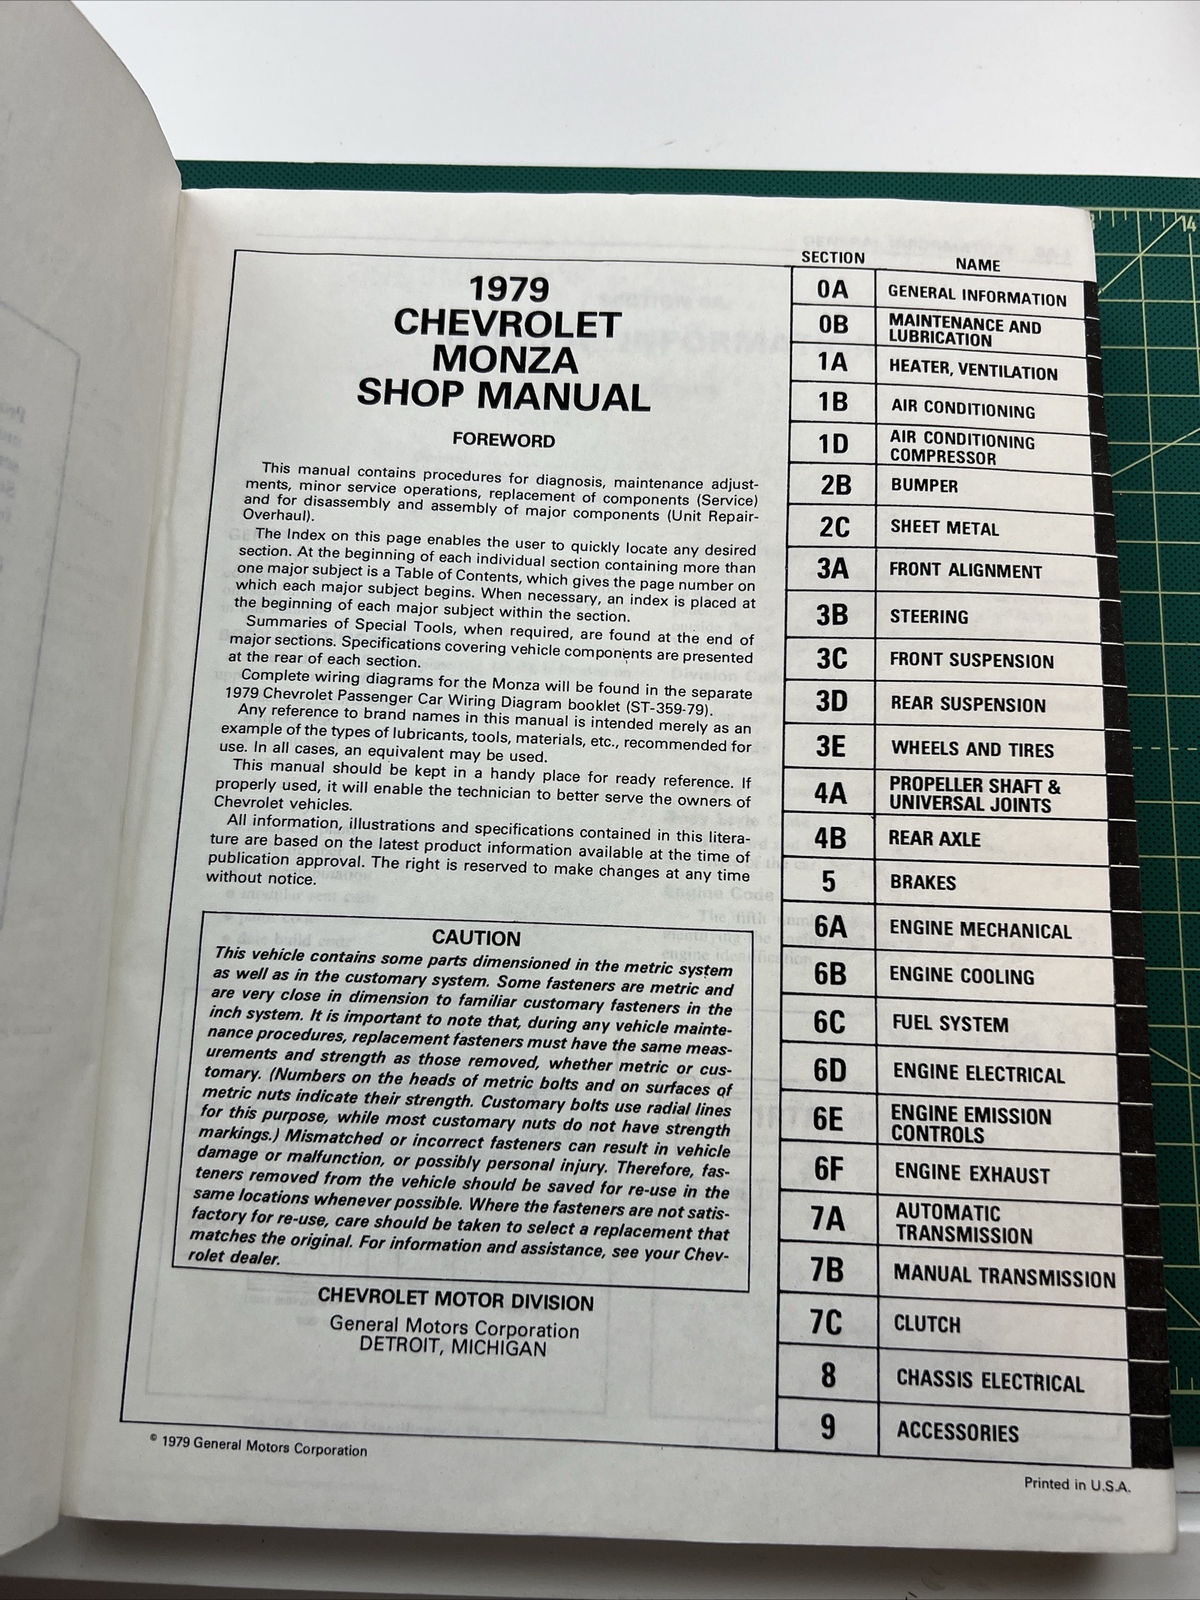 1979
CHEVROLET
MONZA
SHOP MANUAL
FOREWORD
This manual contains procedures for diagnosis, maintenance adjust-
ments, minor service operations, replacement of components (Service)
and for disassembly and assembly of major components (Unit Repair-
Overhaul).
The Index on this page enables the user to quickly locate any desired
section. At the beginning of each individual section containing more than
one major subject is a Table of Contents, which gives the page number on
which each major subject begins. When necessary, an index is placed at
the beginning of each major subject within the section.
Summaries of Special Tools, when required, are found at the end of
major sections. Specifications covering vehicle components are presented
at the rear of each section.
Complete wiring diagrams for the Monza will be found in the separate
1979 Chevrolet Passenger Car Wiring Diagram booklet (ST-359-79).
Any reference to brand names in this manual is intended merely as an
example of the types of lubricants, tools, materials, etc., recommended for
use. In all cases, an equivalent may be used.
This manual should be kept in a handy place for ready reference. If
properly used, it will enable the technician to better serve the owners of
Chevrolet vehicles.
All information, illustrations and specifications contained in this litera-
ture are based on the latest product information available at the time of
publication approval. The right is reserved to make changes at any time
without notice.
CAUTION
This vehicle contains some parts dimensioned in the metric system
as well as in the customary system. Some fasteners are metric and
are very close in dimension to familiar customary fasteners in the
inch system. It is important to note that, during any vehicle mainte-
nance procedures, replacement fasteners must have the same meas-
urements and strength as those removed, whether metric or cus-
tomary. (Numbers on the heads of metric bolts and on surfaces of
metric nuts indicate their strength. Customary bolts use radial lines
for this purpose, while most customary nuts do not have strength
markings.) Mismatched or incorrect fasteners can result in vehicle
damage or malfunction, or possibly personal injury. Therefore, fas-
teners removed from the vehicle should be saved for re-use in the
same locations whenever possible. Where the fasteners are not satis-
factory for re-use, care should be taken to select a replacement that
matches the original. For information and assistance, see your Chev-
rolet dealer.
CHEVROLET MOTOR DIVISION
General Motors Corporation
DETROIT, MICHIGAN
© 1979 General Motors Corporation
SECTION NAME
0A GENERAL INFORMATION
0B MAINTENANCE AND
LUBRICATION
1A HEATER, VENTILATION
1B AIR CONDITIONING
1D AIR CONDITIONING
COMPRESSOR
2B BUMPER
2C SHEET METAL
3A FRONT ALIGNMENT
3B STEERING
3C FRONT SUSPENSION
3D REAR SUSPENSION
3E WHEELS AND TIRES
4A PROPELLER SHAFT &
UNIVERSAL JOINTS
4B REAR AXLE
5 BRAKES
6A ENGINE MECHANICAL
6B ENGINE COOLING
6C FUEL SYSTEM
6D ENGINE ELECTRICAL
6E ENGINE EMISSION
CONTROLS
6F ENGINE EXHAUST
7A AUTOMATIC
TRANSMISSION
7B MANUAL TRANSMISSION
7C CLUTCH
8 CHASSIS ELECTRICAL
9 ACCESSORIES
Printed in U.S.A.
14